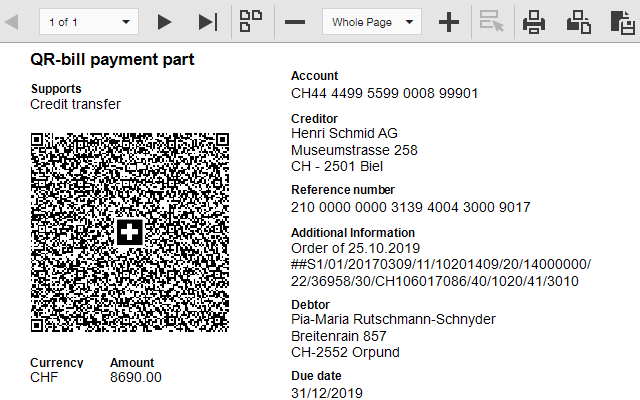 1 of 1
Whole Page
QR-bill payment part
Supports
Credit transfer
Currency Amount
CHF 8690.00
Account
CH44 4499 5599 0008 99901
Creditor
Henri Schmid AG
Museumstrasse 258
CH - 2501 Biel
Reference number
210 0000 0000 3139 4004 3000 9017
Additional Information
Order of 25.10.2019
##S1/01/20170309/11/10201409/20/14000000/
22/36958/30/CH106017086/40/1020/41/3010
Debtor
Pia-Maria Rutschmann-Schnyder
Breitenrain 857
CH-2552 Orpund
Due date
31/12/2019